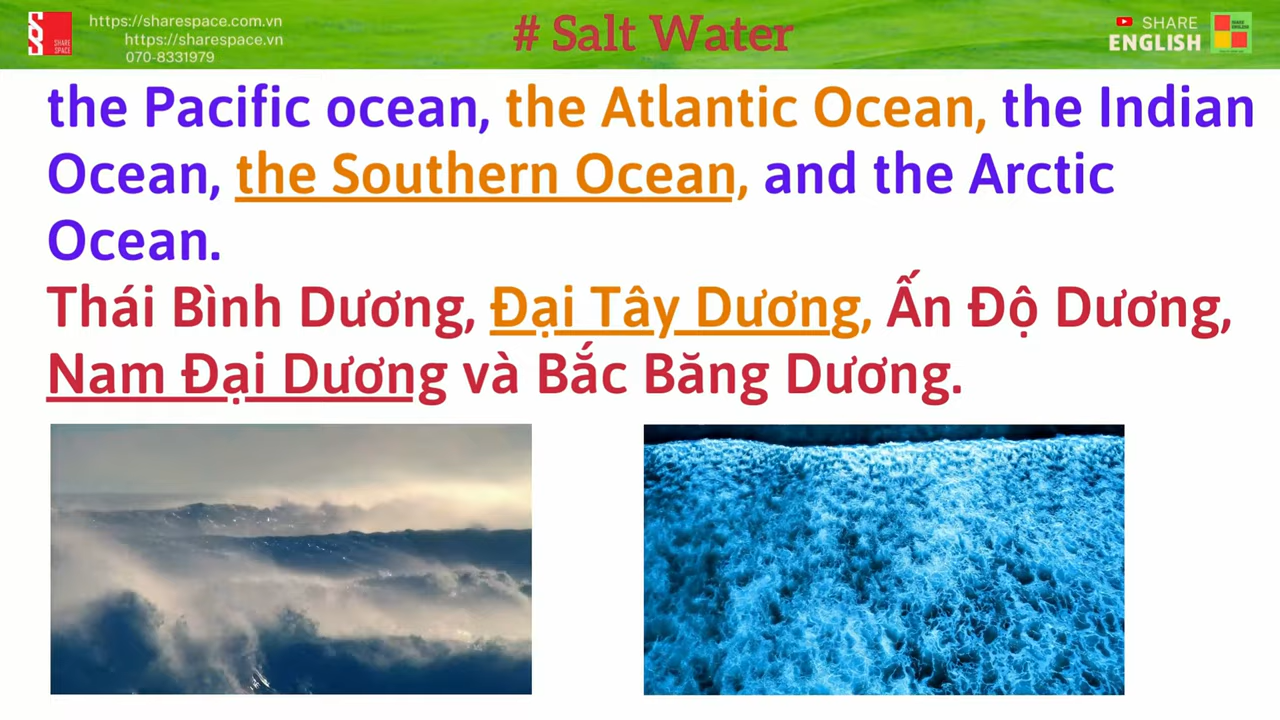 https://sharespace.com.vn
https://sharespace.vn
070-8331979
SHARE
SPACE
# Salt Water
SHARE
ENGLISH
the Pacific ocean, the Atlantic Ocean, the Indian
Ocean, the Southern Ocean, and the Arctic
Ocean.
Thái Bình Dương, Đại Tây Dương, Ấn Độ Dương,
Nam Đại Dương và Bắc Băng Dương.